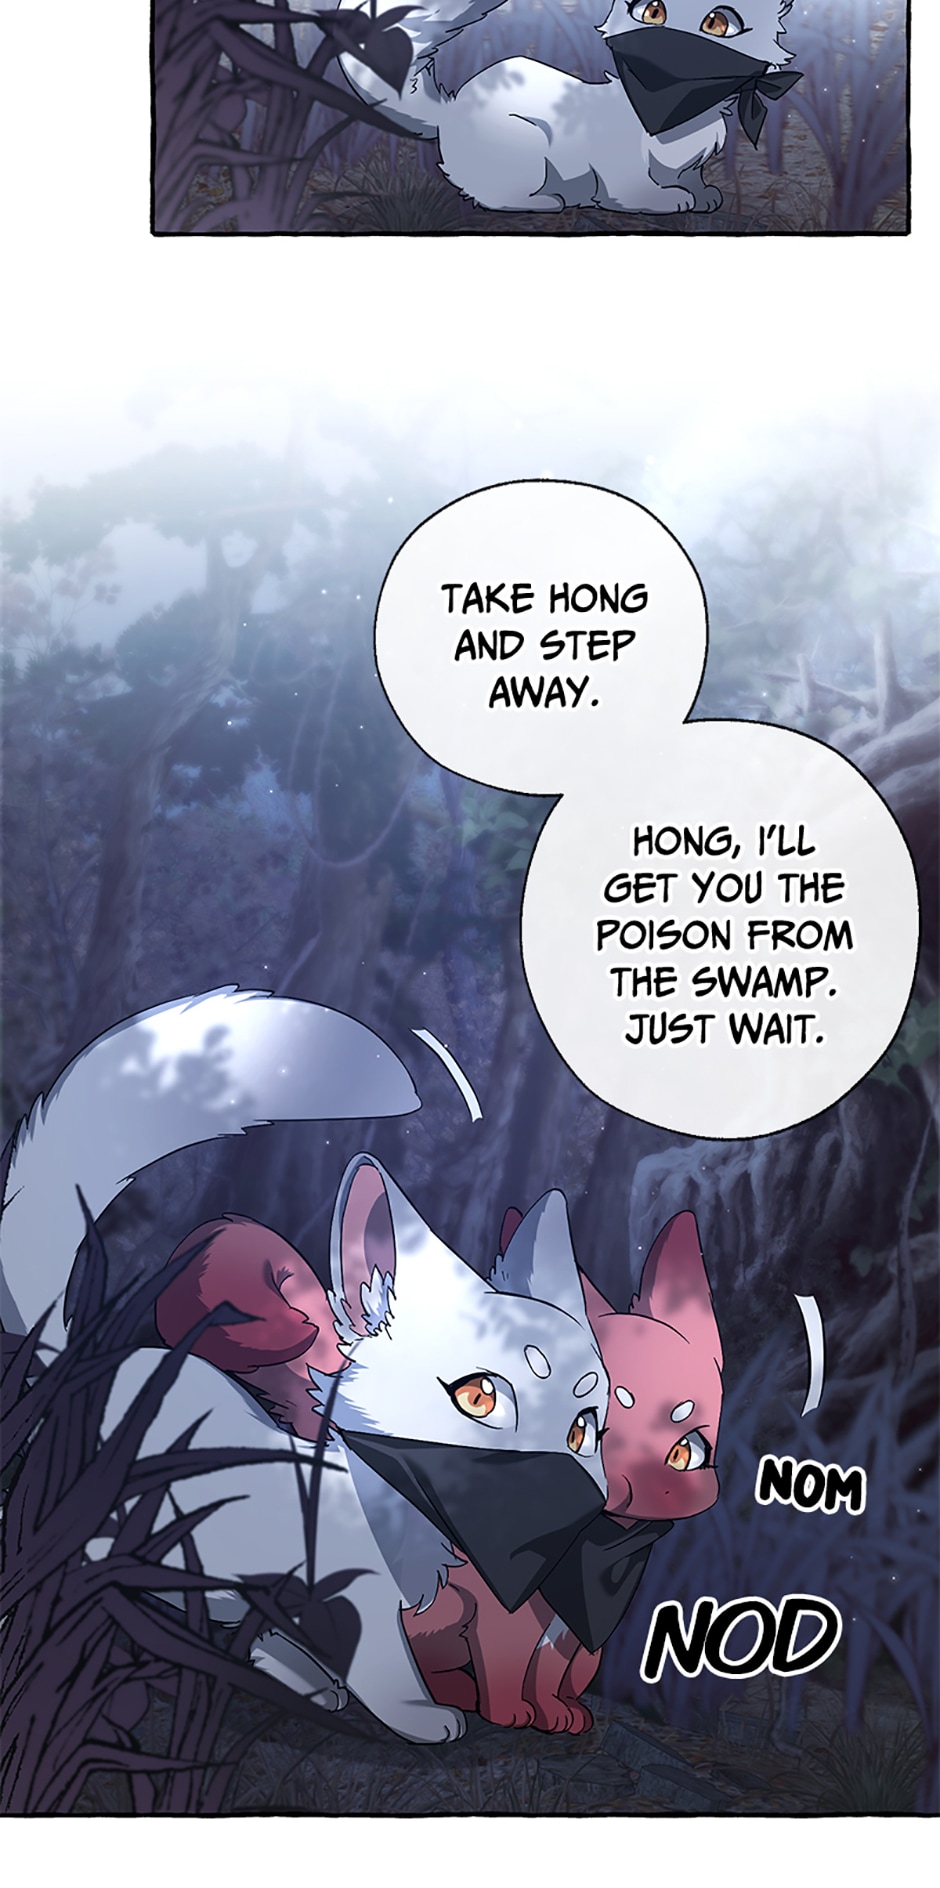 TAKE HONG
AND STEP
AWAY.
HONG, I'LL
GET YOU THE
POISON FROM
THE SWAMP.
JUST WAIT.
NOM
NOD